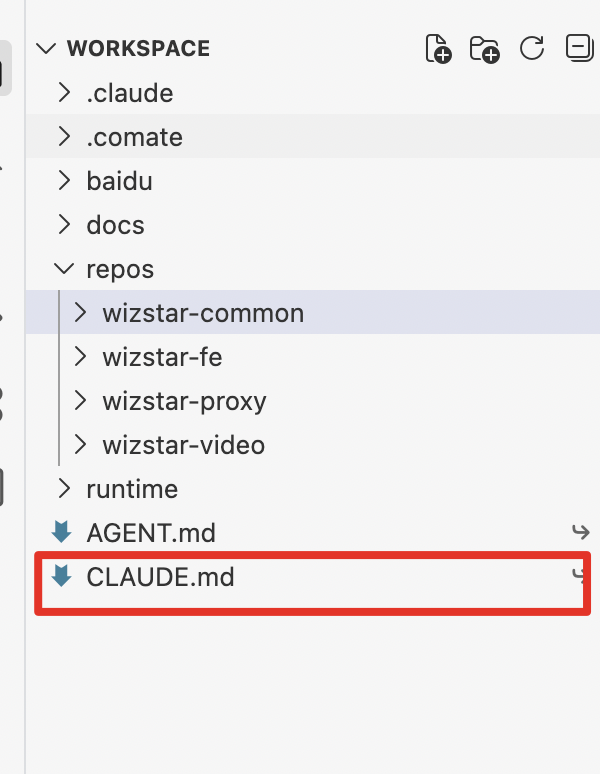 WORKSPACE
.claude
.comate
baidu
docs
repos
wizstar-common
wizstar-fe
wizstar-proxy
wizstar-video
runtime
AGENT.md
CLAUDE.md